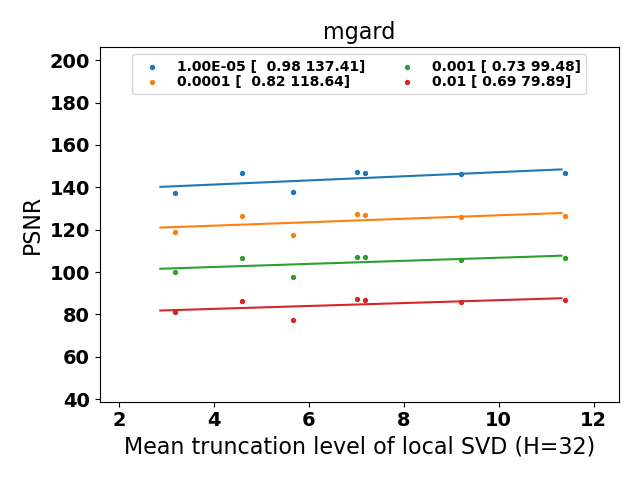 mgard
1.00E-05 [  0.98 137.41]
0.0001 [  0.82 118.64]
0.001 [ 0.73 99.48]
0.01 [ 0.69 79.89]
PSNR
200
180
160
140
120
100
80
60
40
2 4 6 8 10 12
Mean truncation level of local SVD (H=32)